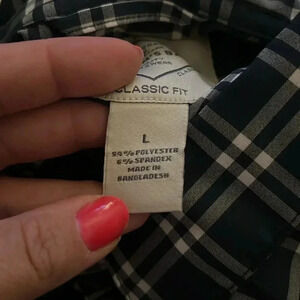 CLASSIC FIT
L
94% POLYESTER
6% SPANDEX
MADE IN
BANGLADESH